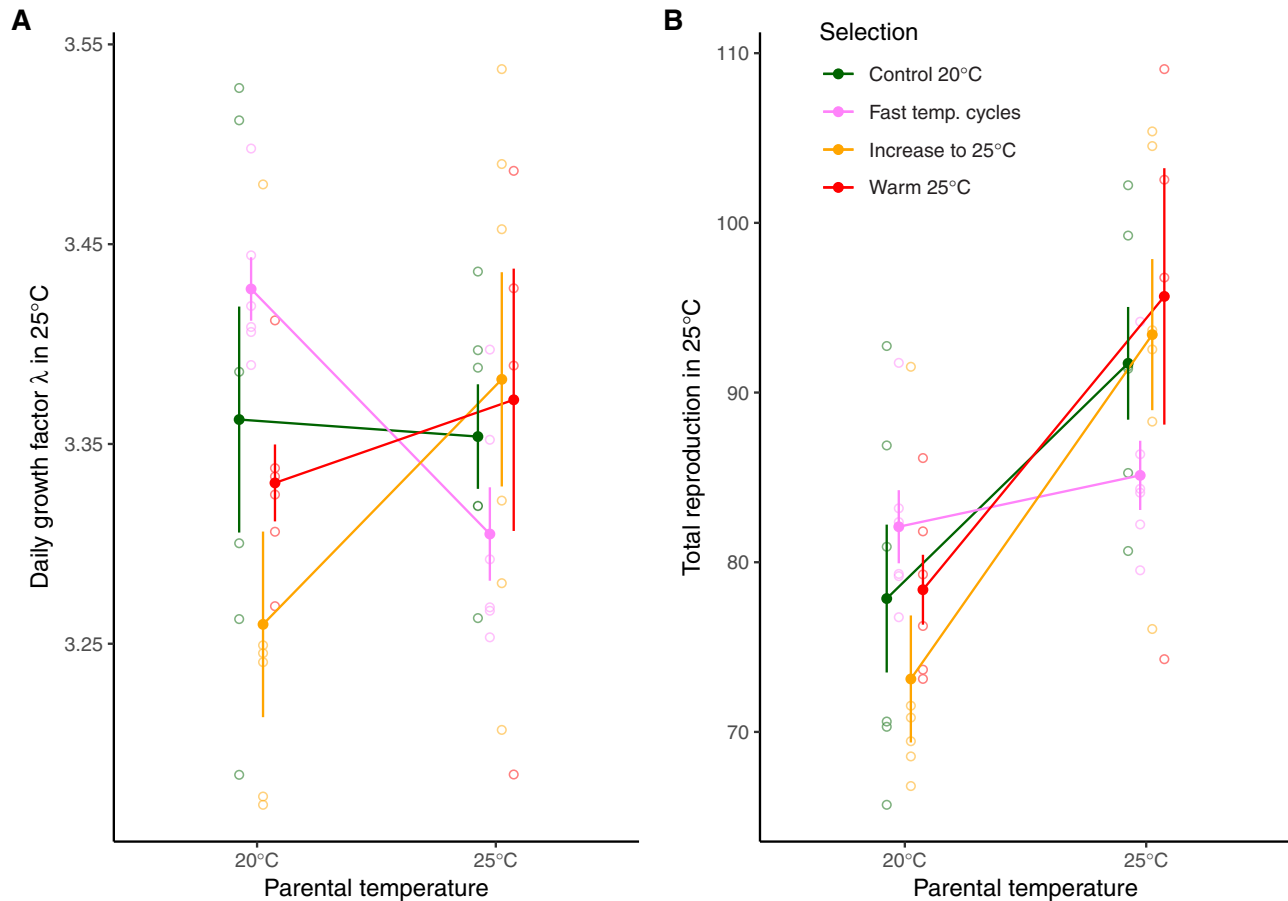 A
3.55
3.45
3.35
3.25
Daily growth factor λ in 25°C
20°C
25°C
Parental temperature
B
Selection
Control 20°C
Fast temp. cycles
Increase to 25°C
Warm 25°C
110
100
90
80
70
Total reproduction in 25°C
20°C
25°C
Parental temperature